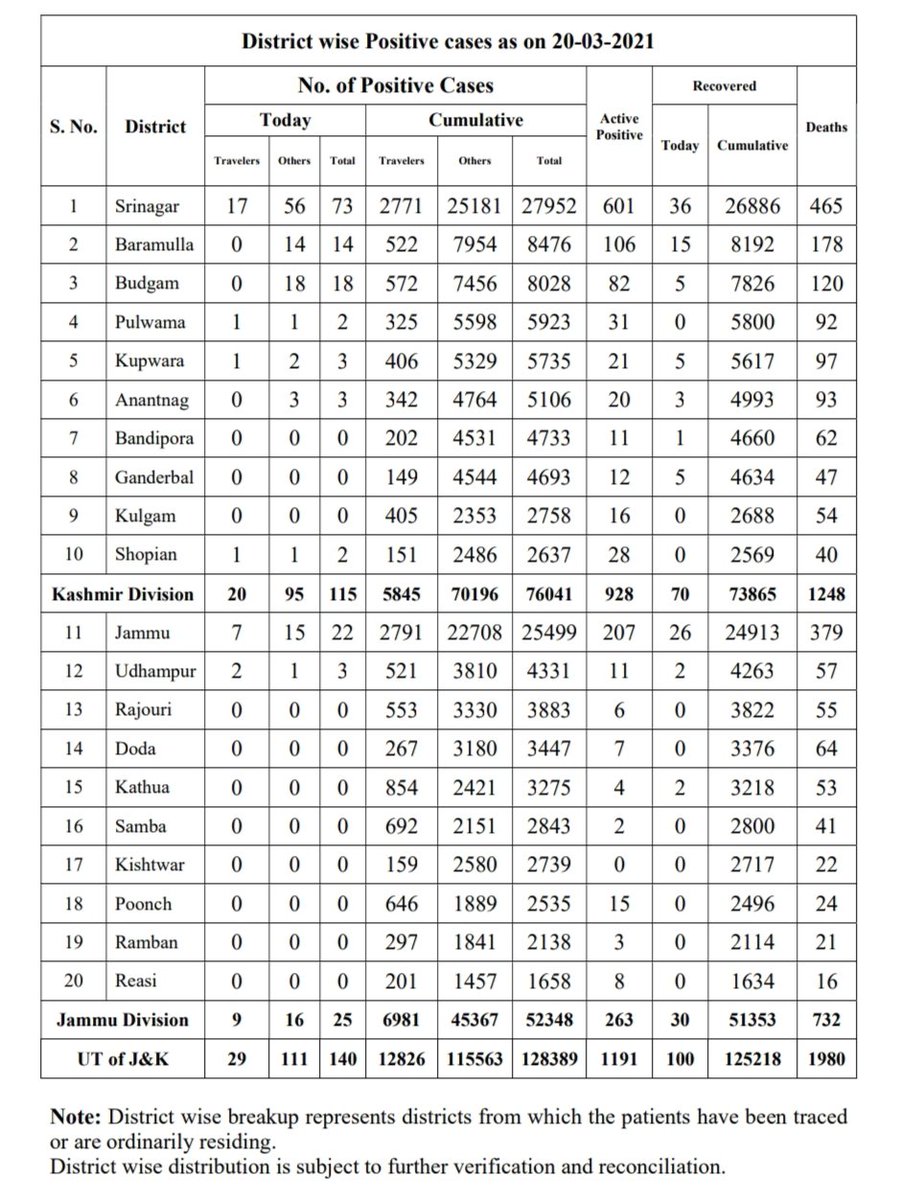 District wise Positive cases as on 20-03-2021
S. No. District No. of Positive Cases Active Positive Recovered Deaths
Today Cumulative Today Cumulative
Travelers Others Total Travelers Others Total
1 Srinagar 17 56 73 2771 25181 27952 601 36 26886 465
2 Baramulla 0 14 14 522 7954 8476 106 15 8192 178
3 Budgam 0 18 18 572 7456 8028 82 5 7826 120
4 Pulwama 1 1 2 325 5598 5923 31 0 5800 92
5 Kupwara 1 2 3 406 5329 5735 21 5 5617 97
6 Anantnag 0 3 3 342 4764 5106 20 3 4993 93
7 Bandipora 0 0 0 202 4531 4733 11 1 4660 62
8 Ganderbal 0 0 0 149 4544 4693 12 5 4634 47
9 Kulgam 0 0 0 405 2353 2758 16 0 2688 54
10 Shopian 1 1 2 151 2486 2637 28 0 2569 40
Kashmir Division 20 95 115 5845 70196 76041 928 70 73865 1248
11 Jammu 7 15 22 2791 22708 25499 207 26 24913 379
12 Udhampur 2 1 3 521 3810 4331 11 2 4263 57
13 Rajouri 0 0 0 553 3330 3883 6 0 3822 55
14 Doda 0 0 0 267 3180 3447 7 0 3376 64
15 Kathua 0 0 0 854 2421 3275 4 2 3218 53
16 Samba 0 0 0 692 2151 2843 2 0 2800 41
17 Kishtwar 0 0 0 159 2580 2739 0 0 2717 22
18 Poonch 0 0 0 646 1889 2535 15 0 2496 24
19 Ramban 0 0 0 297 1841 2138 3 0 2114 21
20 Reasi 0 0 0 201 1457 1658 8 0 1634 16
Jammu Division 9 16 25 6981 45367 52348 263 30 51353 732
UT of J&K 29 111 140 12826 115563 128389 1191 100 125218 1980
Note: District wise breakup represents districts from which the patients have been traced
or are ordinarily residing.
District wise distribution is subject to further verification and reconciliation.